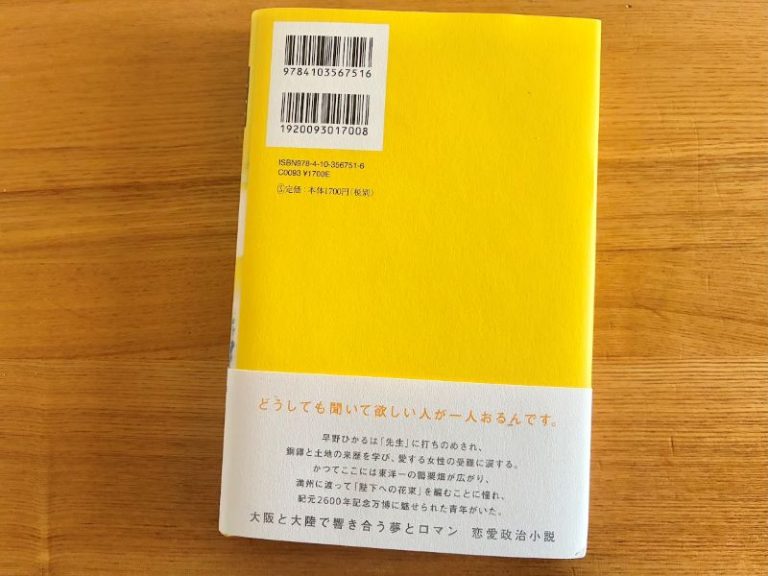 9784103567516
1920093017008
ISBN978-4-10-356751-6
C0093 ¥1700E
定価：本体1700円（税別）
どうしても聞いて欲しい人が一人おるんです。
早野ひかるは「先生」に打ちのめされ、
銅鐸と土地の来歴を学び、愛する女性の受難に涙する。
かつてここには東洋一の罌粟畑が広がり、
満州に渡って「陛下への花束」を編むことに憧れ、
紀元2600年記念万博に魅せられた青年がいた。
大阪と大陸で響き合う夢とロマン　恋愛政治小説